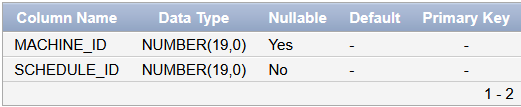 Column Name Data Type Nullable Default Primary Key
MACHINE_ID NUMBER(19,0) Yes - -
SCHEDULE_ID NUMBER(19,0) No - -
1 - 2